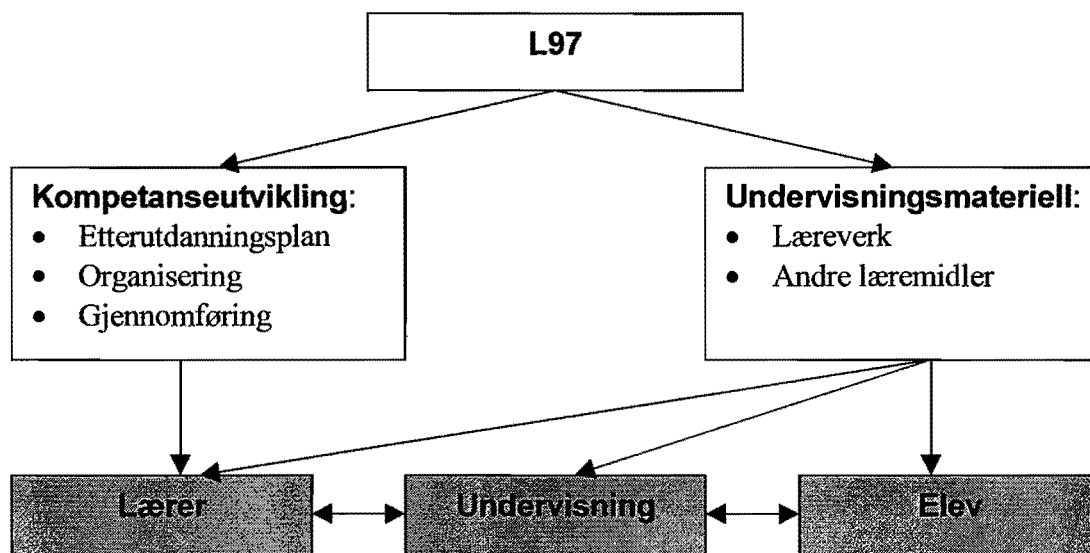 L97
Kompetanseutvikling:
• Etterutdanningsplan
• Organisering
• Gjennomføring
Undervisningsmateriell:
• Læreverk
• Andre læremidler
Lærer
Undervisning
Elev